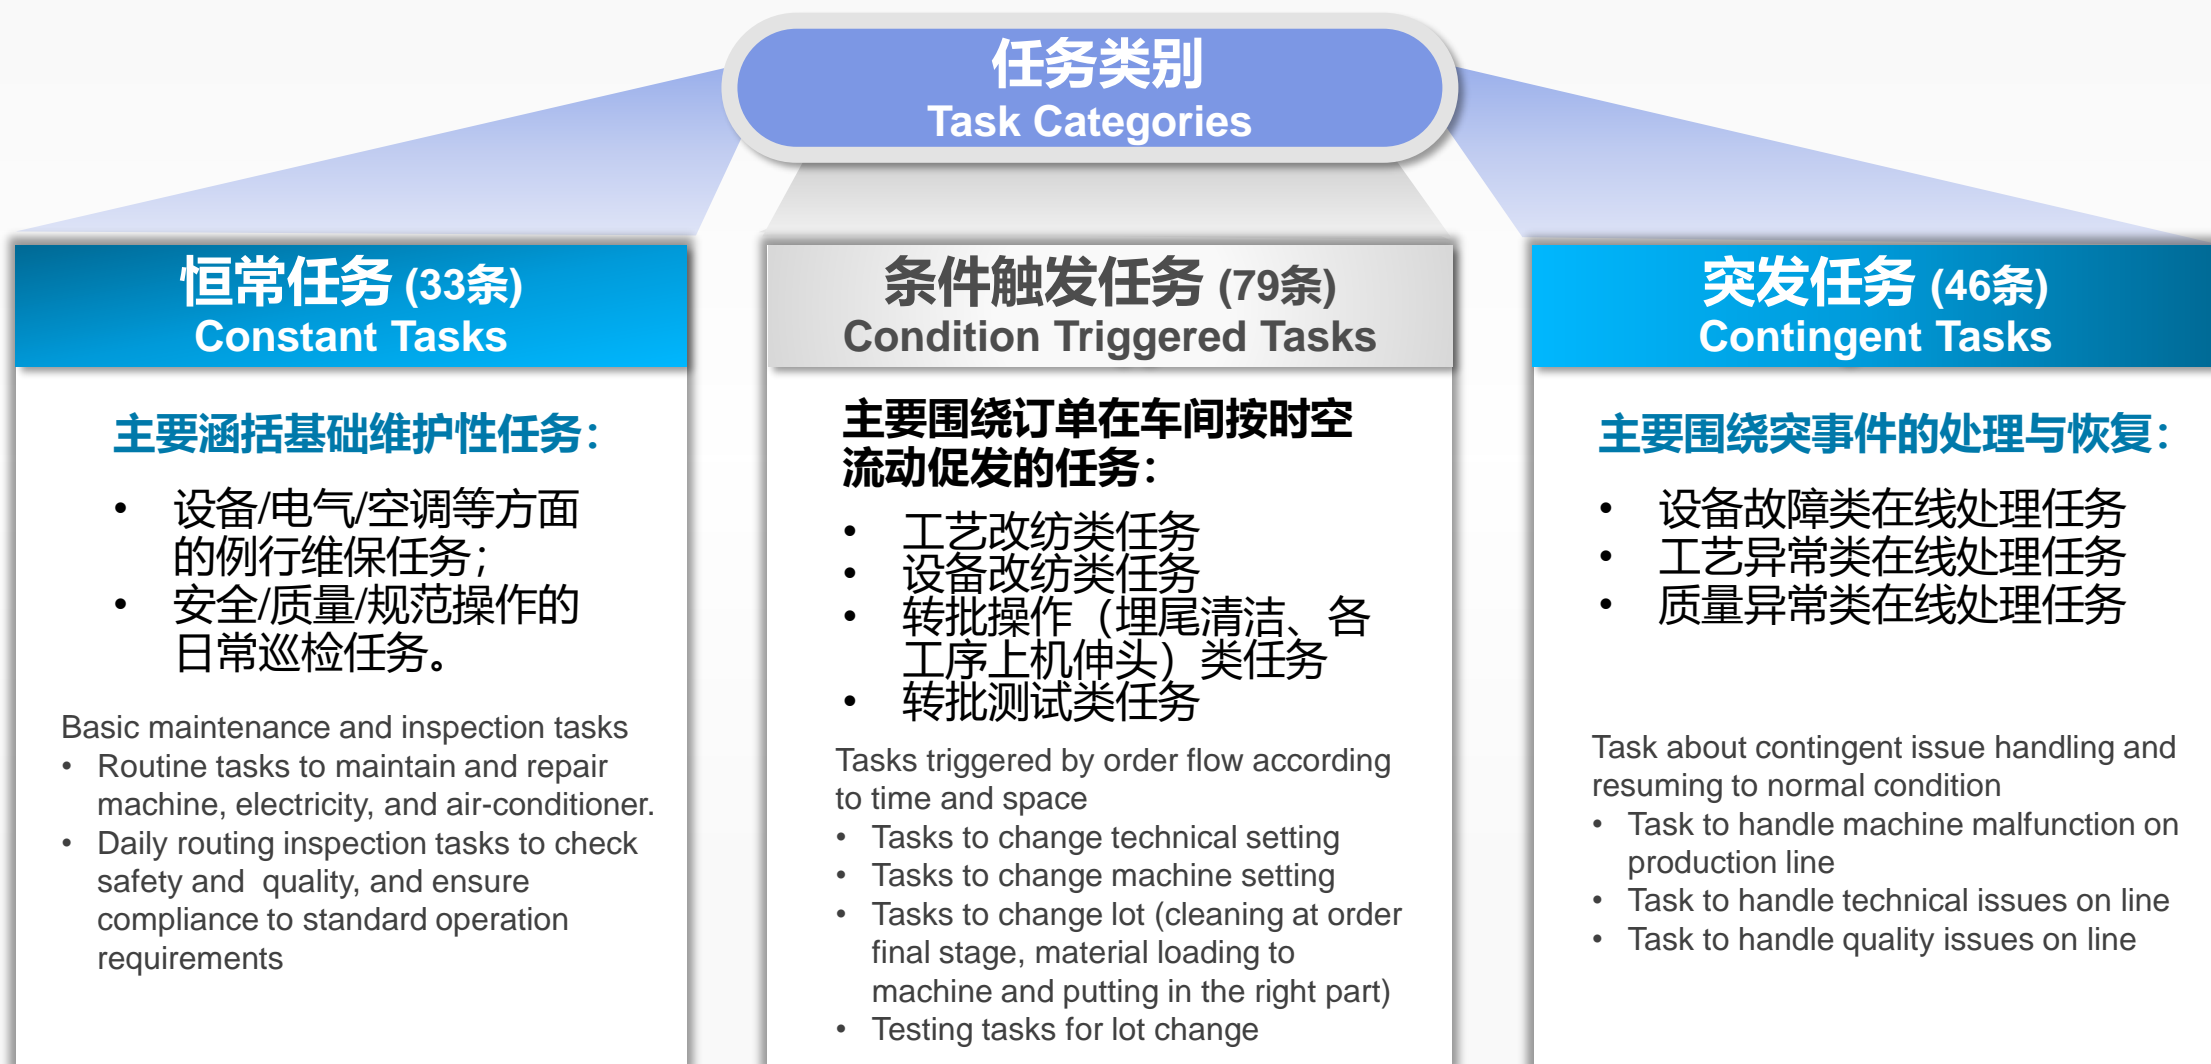 任务类别
Task Categories
恒常任务 (33条)
Constant Tasks
主要涵括基础维护性任务：
• 设备/电气/空调等方面
的例行维保任务；
• 安全/质量/规范操作的
日常巡检任务。
Basic maintenance and inspection tasks
• Routine tasks to maintain and repair
machine, electricity, and air-conditioner.
• Daily routing inspection tasks to check
safety and  quality, and ensure
compliance to standard operation
requirements
条件触发任务 (79条)
Condition Triggered Tasks
主要围绕订单在车间按时空
流动促发的任务：
• 工艺改纺类任务
• 设备改纺类任务
• 转批操作（埋尾清洁、各
工序上机伸头）类任务
• 转批测试类任务
Tasks triggered by order flow according
to time and space
• Tasks to change technical setting
• Tasks to change machine setting
• Tasks to change lot (cleaning at order
final stage, material loading to
machine and putting in the right part)
• Testing tasks for lot change
突发任务 (46条)
Contingent Tasks
主要围绕突事件的处理与恢复：
• 设备故障类在线处理任务
• 工艺异常类在线处理任务
• 质量异常类在线处理任务
Task about contingent issue handling and
resuming to normal condition
• Task to handle machine malfunction on
production line
• Task to handle technical issues on line
• Task to handle quality issues on line